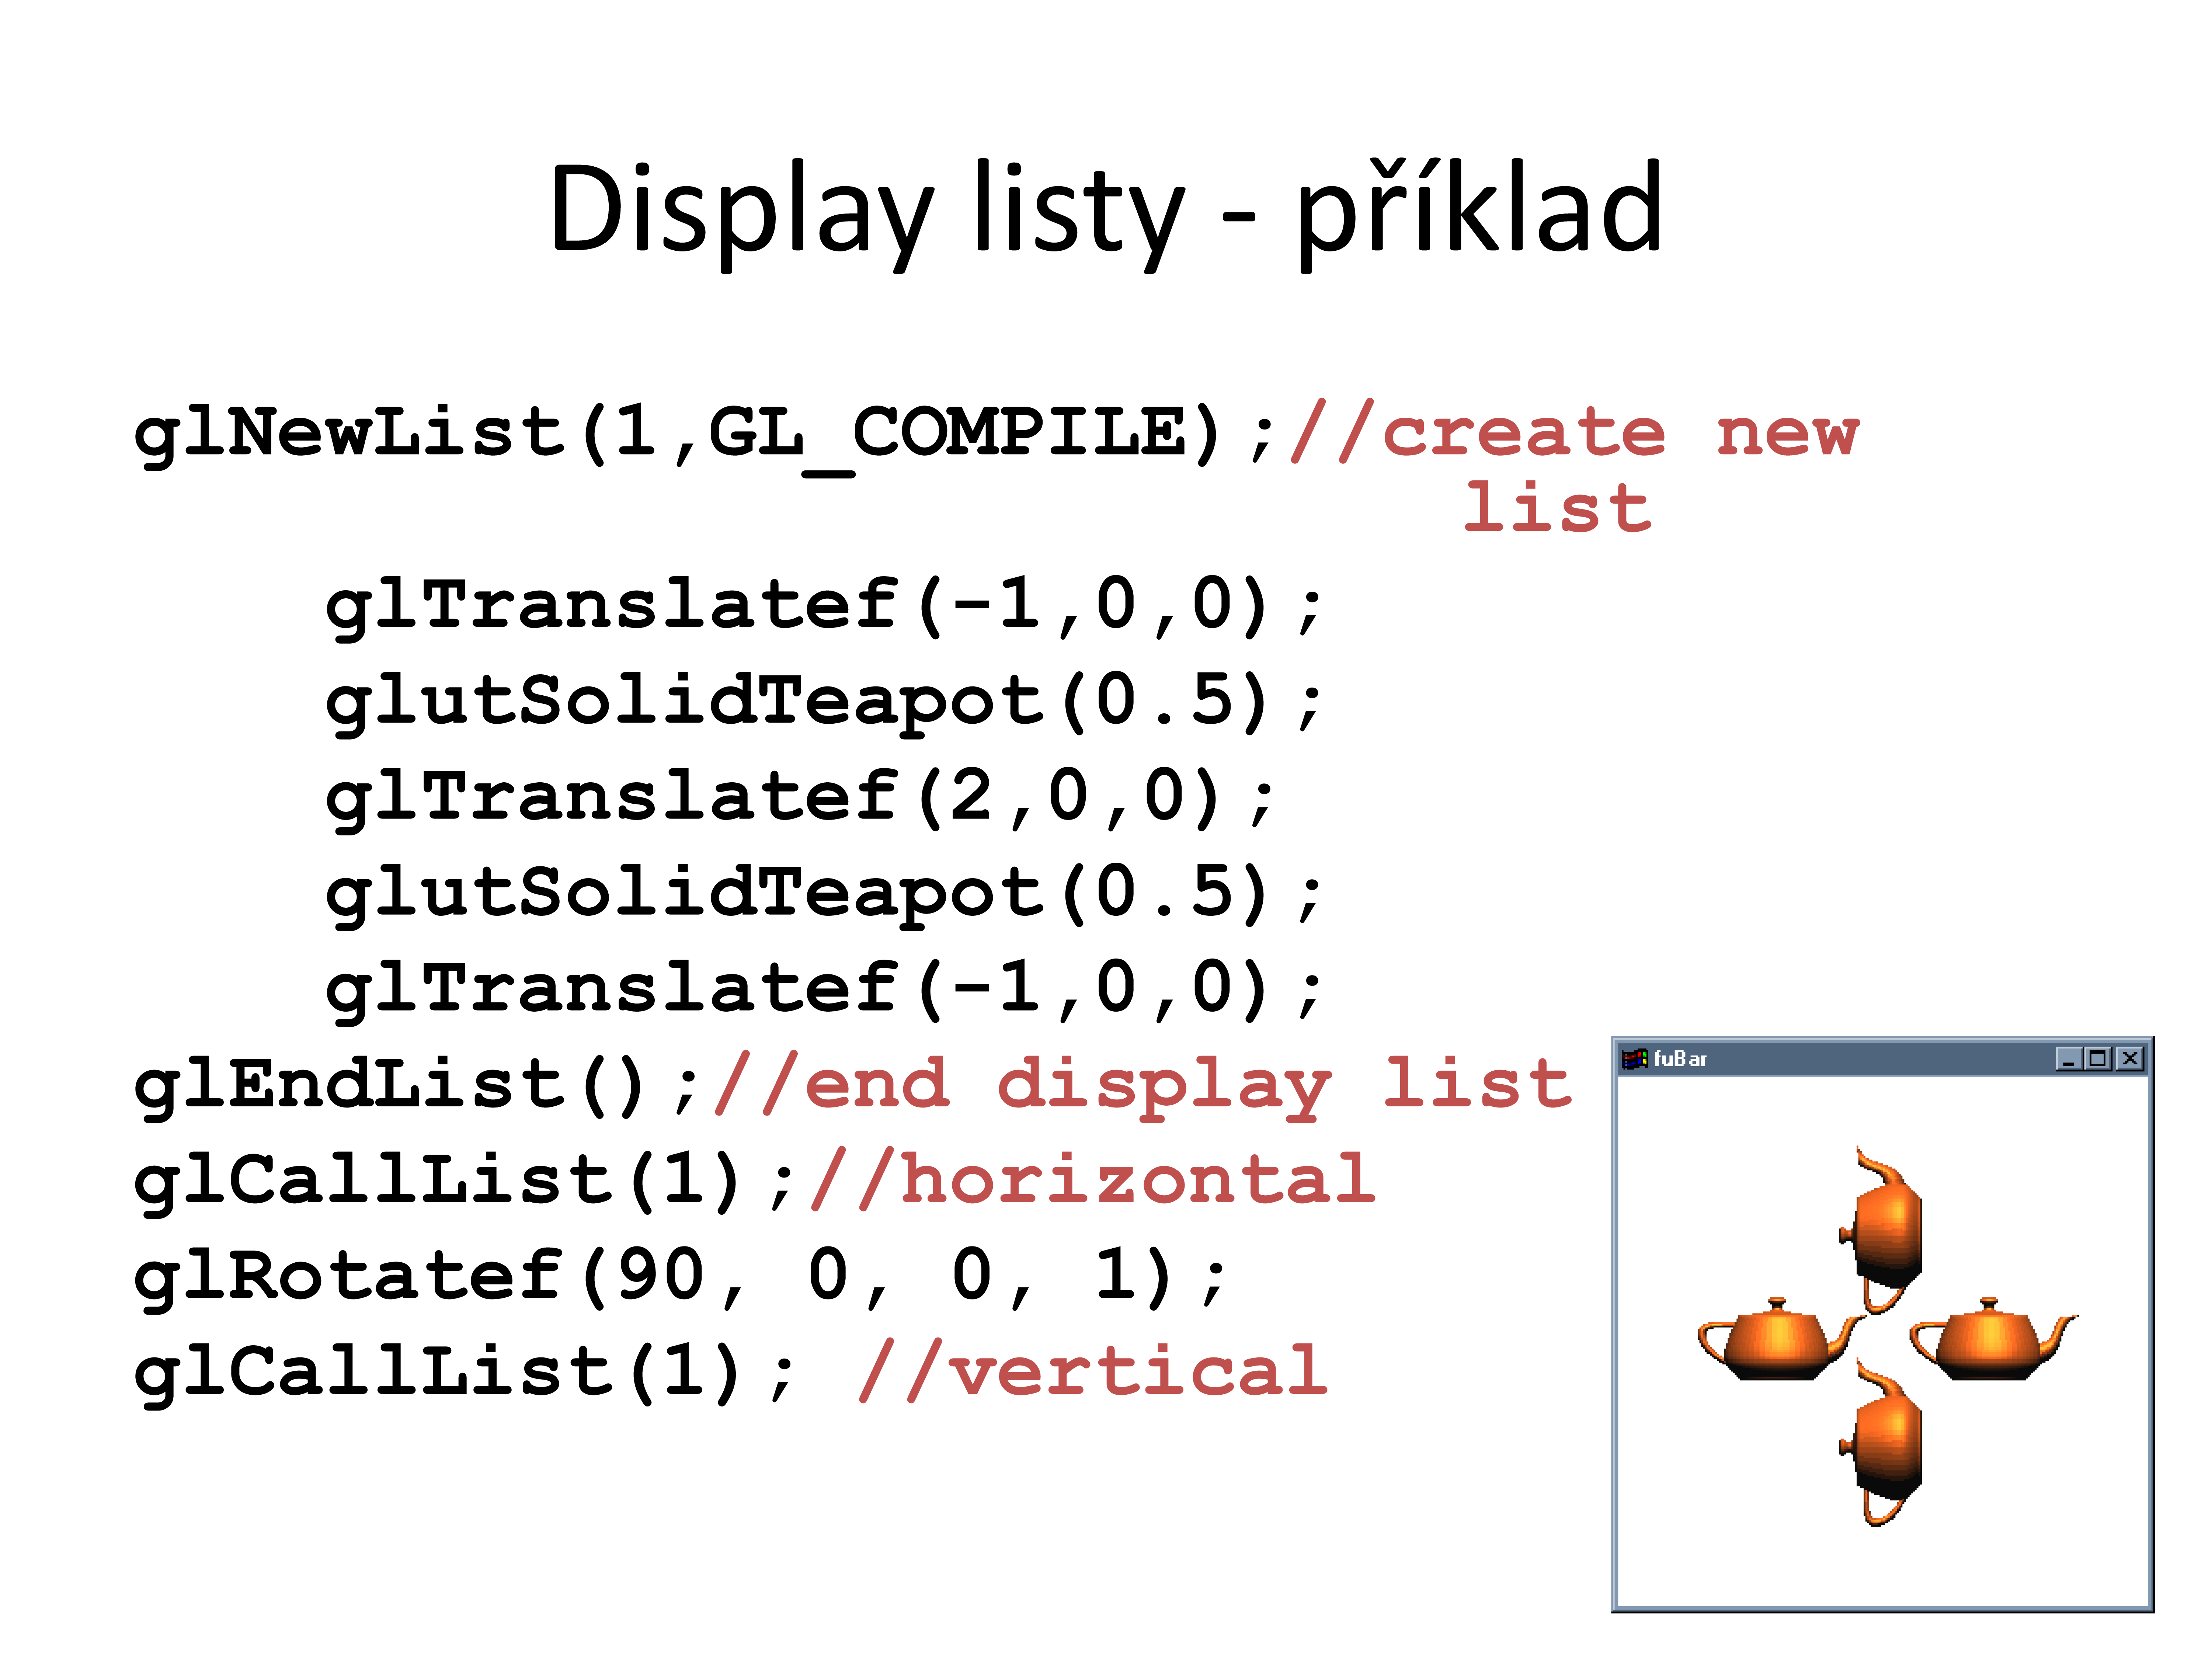 Display listy - příklad
glNewList(1,GL_COMPILE);//create new
list
glTranslatef(-1,0,0);
glutSolidTeapot(0.5);
glTranslatef(2,0,0);
glutSolidTeapot(0.5);
glTranslatef(-1,0,0);
glEndList();//end display list
glCallList(1);//horizontal
glRotatef(90, 0, 0, 1);
glCallList(1); //vertical
fuBar